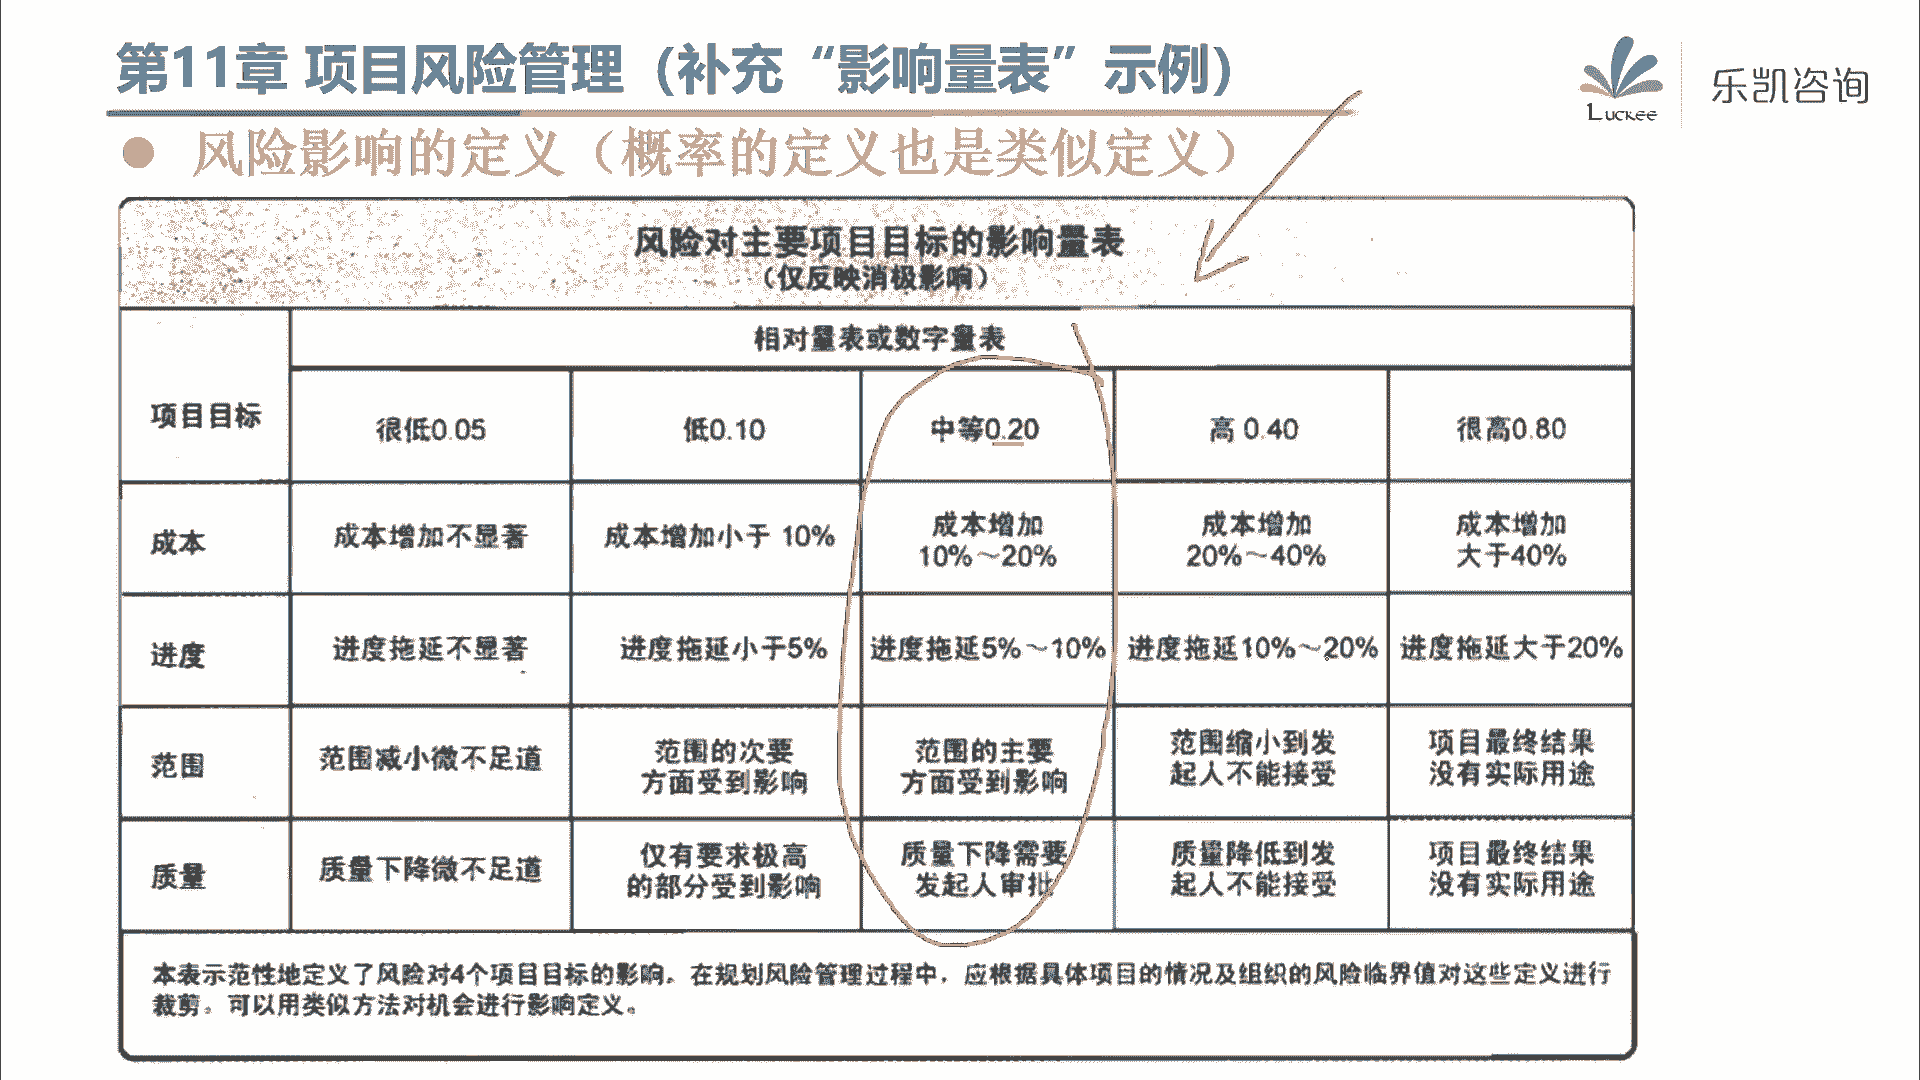 第11章 项目风险管理（补充“影响量表”示例）
Luckee
乐凯咨询
● 风险影响的定义（概率的定义也是类似定义）
风险对主要项目目标的影响量表
（仅反映消极影响）
项目目标
相对量表或数字量表
很低0.05
低0.10
中等0.20
高 0.40
很高0.80
成本
成本增加不显著
成本增加小于 10%
成本增加
10%～20%
成本增加
20%～40%
成本增加
大于40%
进度
进度拖延不显著
进度拖延小于5%
进度拖延5%～10%
进度拖延10%～20%
进度拖延大于20%
范围
范围减小微不足道
范围的次要
方面受到影响
范围的主要
方面受到影响
范围缩小到发
起人不能接受
项目最终结果
没有实际用途
质量
质量下降微不足道
仅有要求极高
的部分受到影响
质量下降需要
发起人审批
质量降低到发
起人不能接受
项目最终结果
没有实际用途
本表示范性地定义了风险对4个项目目标的影响。在规划风险管理过程中，应根据具体项目的情况及组织的风险临界值对这些定义进行
裁剪。可以用类似方法对机会进行影响定义。